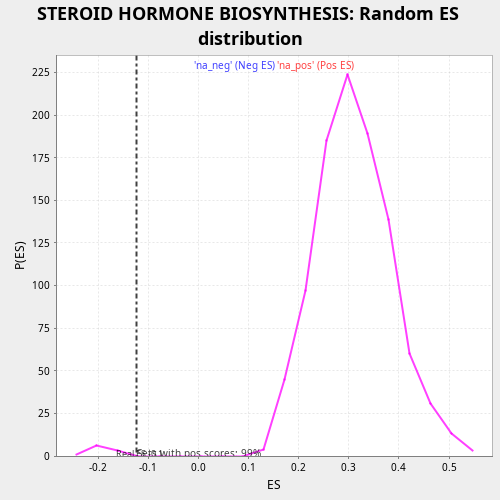 STEROID HORMONE BIOSYNTHESIS: Random ES
distribution
'na_neg' (Neg ES) 'na_pos' (Pos ES)
225
200
175
150
125
100
75
50
25
0
P(ES)
with pos scores: 99%
-0.2 -0.1 0.0 0.1 0.2 0.3 0.4 0.5
ES